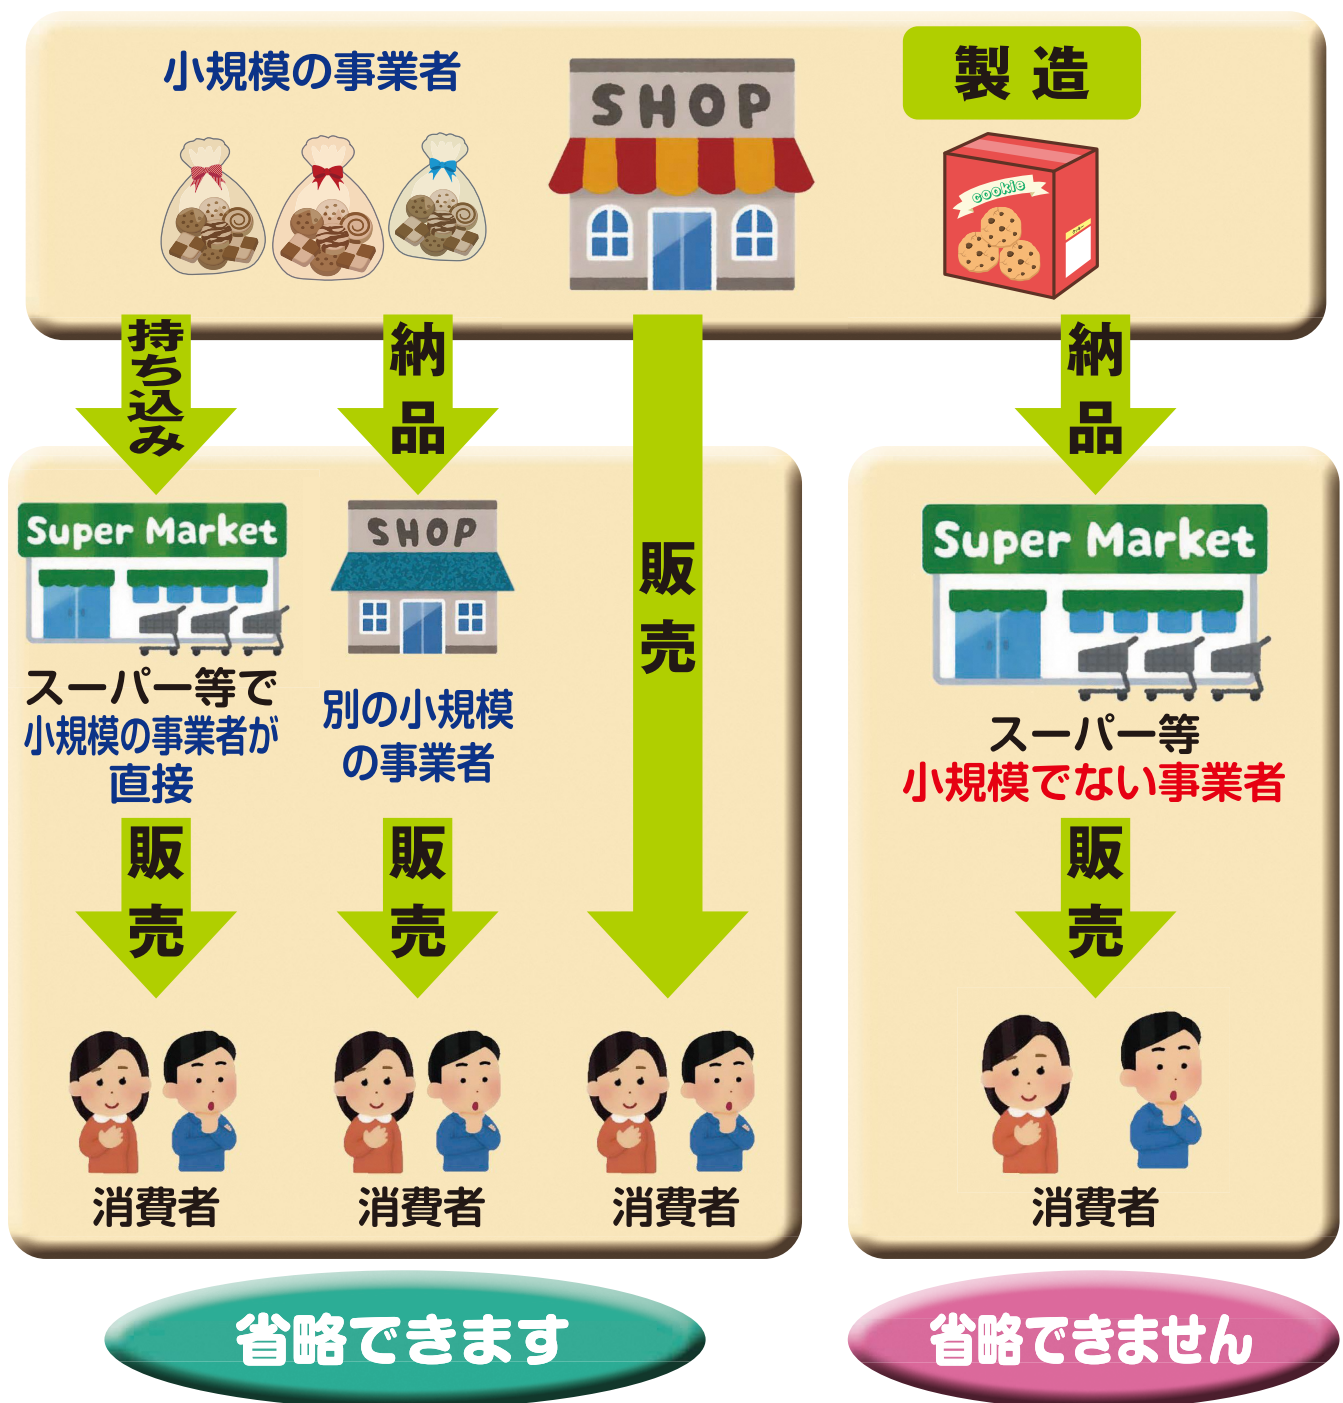 小規模の事業者
SHOP
製造
cookie
持ち込み
納品
納品
販売
Super Market
スーパー等で
小規模の事業者が
直接
SHOP
別の小規模
の事業者
Super Market
スーパー等
小規模でない事業者
販売
販売
販売
消費者
消費者
消費者
消費者
省略できます
省略できません